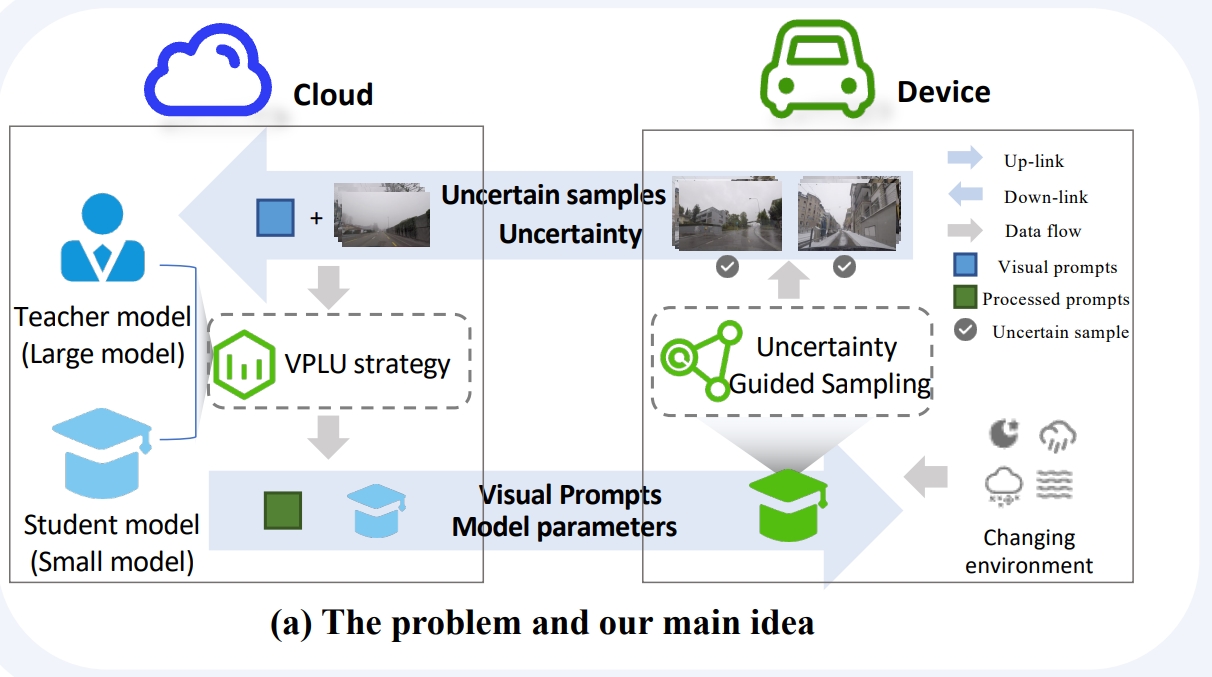 Cloud
Device
Uncertain samples
Uncertainty
+
Up-link
Down-link
Data flow
Visual prompts
Processed prompts
Uncertain sample
Teacher model
(Large model)
VPLU strategy
Uncertainty
Guided Sampling
Student model
(Small model)
Visual Prompts
Model parameters
Changing
environment
(a) The problem and our main idea